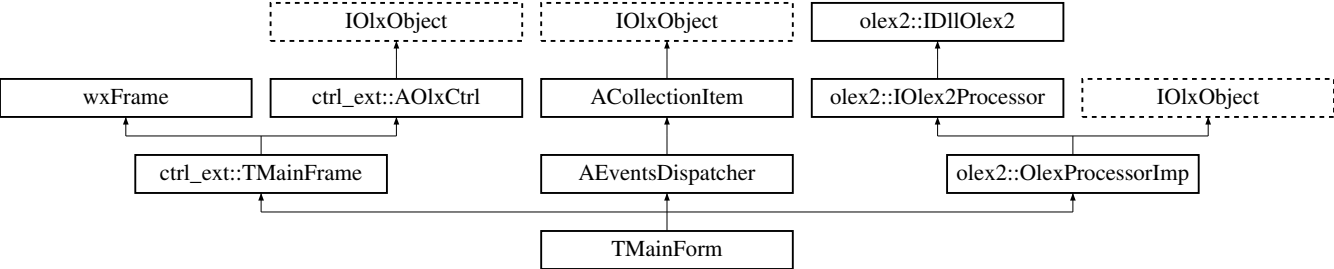 IOlxObject
IOlxObject
olex2::IDllOlex2
wxFrame
ctrl_ext::AOlxCtrl
ACollectionItem
olex2::IOlex2Processor
IOlxObject
ctrl_ext::TMainFrame
AEventsDispatcher
olex2::OlexProcessorImp
TMainForm